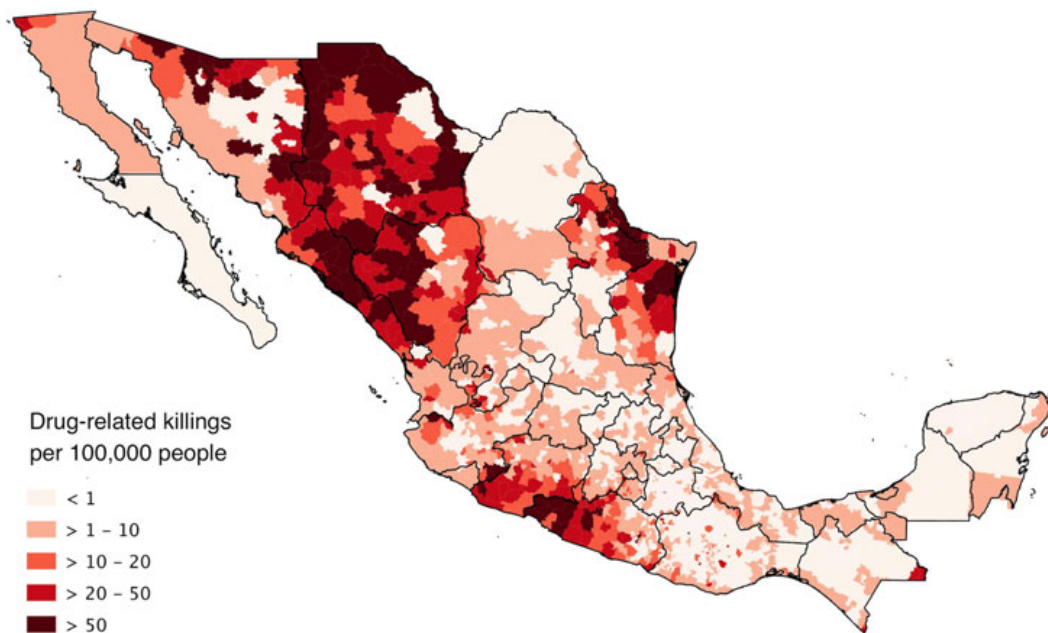 Drug-related killings
per 100,000 people
< 1
> 1 – 10
> 10 – 20
> 20 – 50
> 50